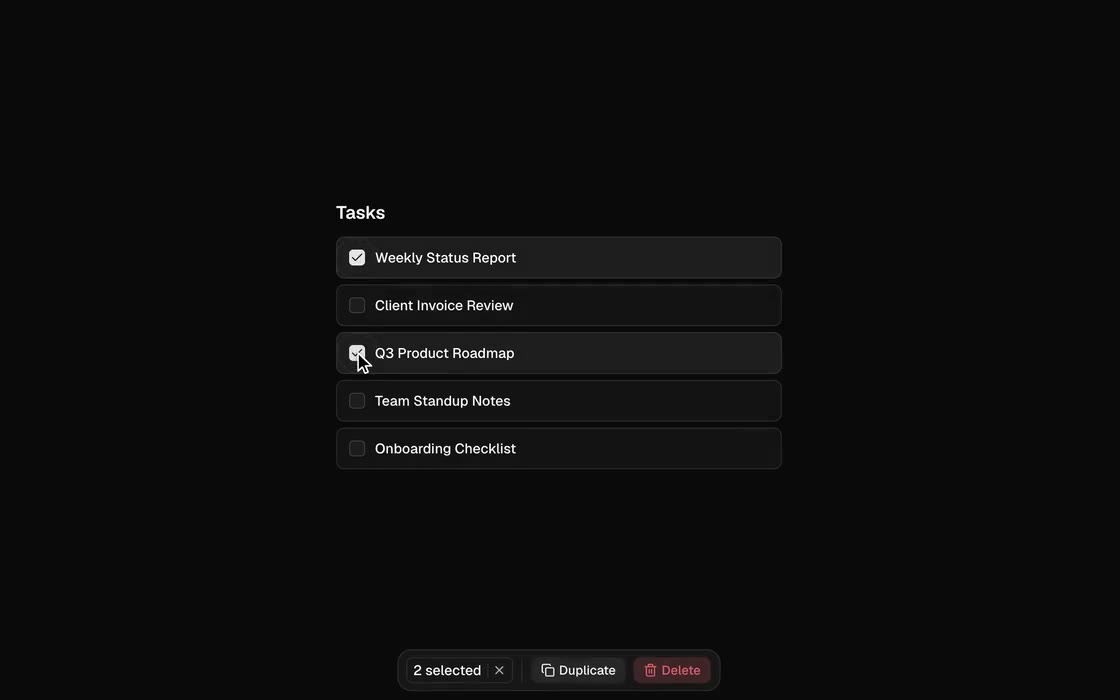 Tasks
Weekly Status Report
Client Invoice Review
Q3 Product Roadmap
Team Standup Notes
Onboarding Checklist
2 selected Duplicate Delete